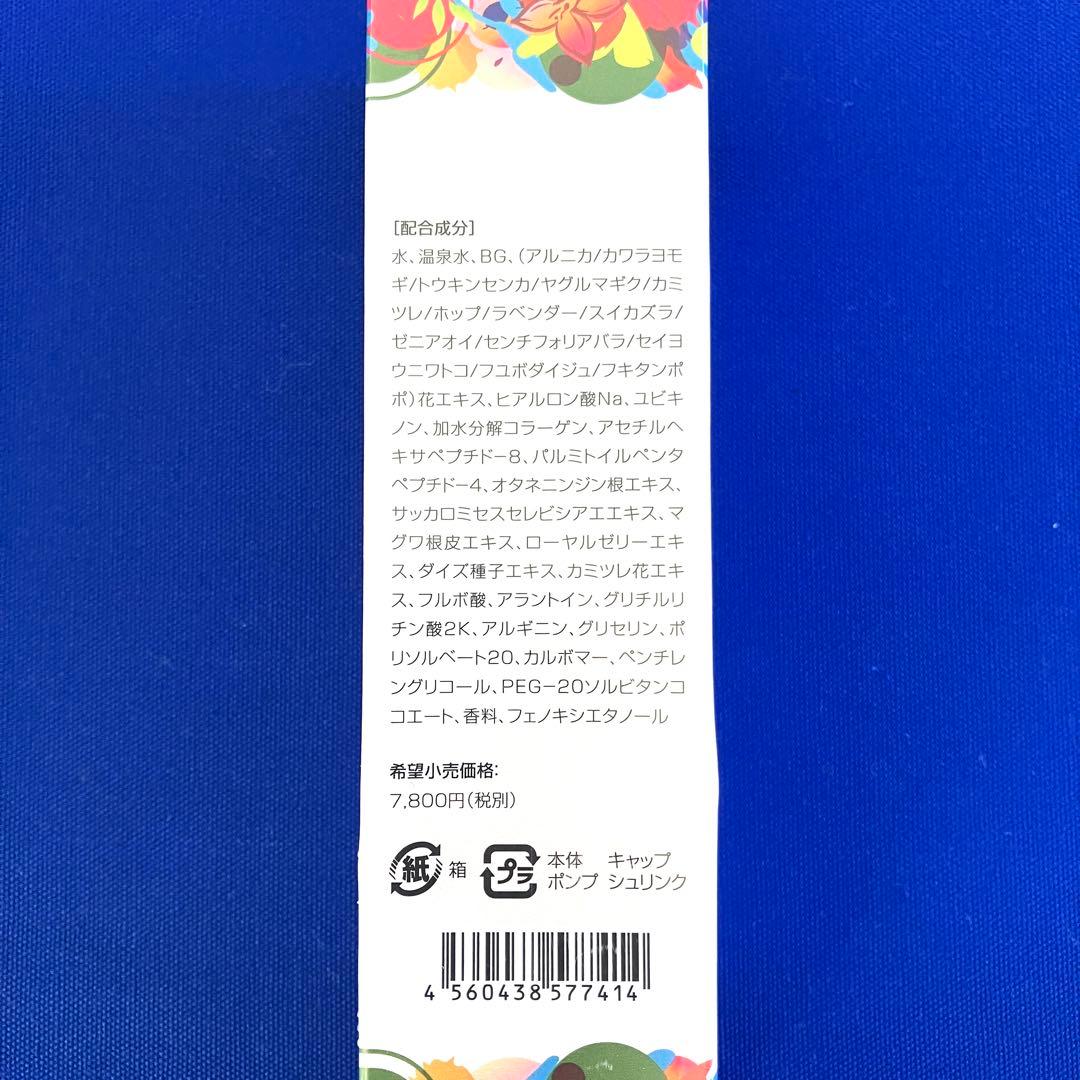 [配合成分]
水、温泉水、BG、(アルニカ/カワラヨモ
ギ/トウキンセンカ/ヤグルマギク/カミ
ツレ/ホップ/ラベンダー/スイカズラ/
ゼニアオイ/センチフォリアバラ/セイヨ
ウニワトコ/フユボダイジュ/フキタンポ
ポ)花エキス、ヒアルロン酸Na、ユビキ
ノン、加水分解コラーゲン、アセチルヘ
キサペプチド-8、パルミトイルペンタ
ペプチド-4、オタネニンジン根エキス、
サッカロミセスセレビシアエエキス、マ
グワ根皮エキス、ローヤルゼリーエキ
ス、ダイズ種子エキス、カミツレ花エキ
ス、フルボ酸、アラントイン、グリチルリ
チン酸2K、アルギニン、グリセリン、ポ
リソルベート20、カルボマー、ペンチレ
ングリコール、PEG-20ソルビタンコ
コエート、香料、フェノキシエタノール
希望小売価格:
7,800円(税別)
紙 箱 プラ 本体 キャップ
ポンプ シュリンク
4 560438 577414